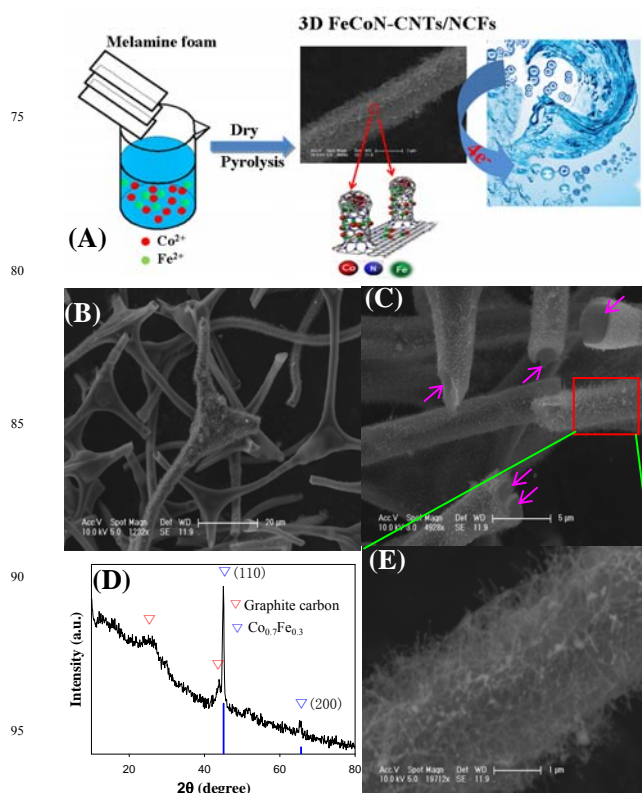 3D FeCoN-CNTs/NCFs
Melamine foam
Dry
Pyrolysis
4e-
(A)
Co²⁺
Fe²⁺
Co N Fe
75
80
(B)
Acc.V Spot Magn Det WD 20 μm
10.0 kV 5.0 1232x SE 11.9
(C)
Acc.V Spot Magn Det WD 5 μm
10.0 kV 5.0 4928x SE 11.9
85
90
(D)
(110)
Graphite carbon
Co₀.₇Fe₀.₃
(200)
Intensity (a.u.)
20 40 60 80
2θ (degree)
95
(E)
Acc.V Spot Magn Det WD 1 μm
10.0 kV 5.0 19712x SE 11.9